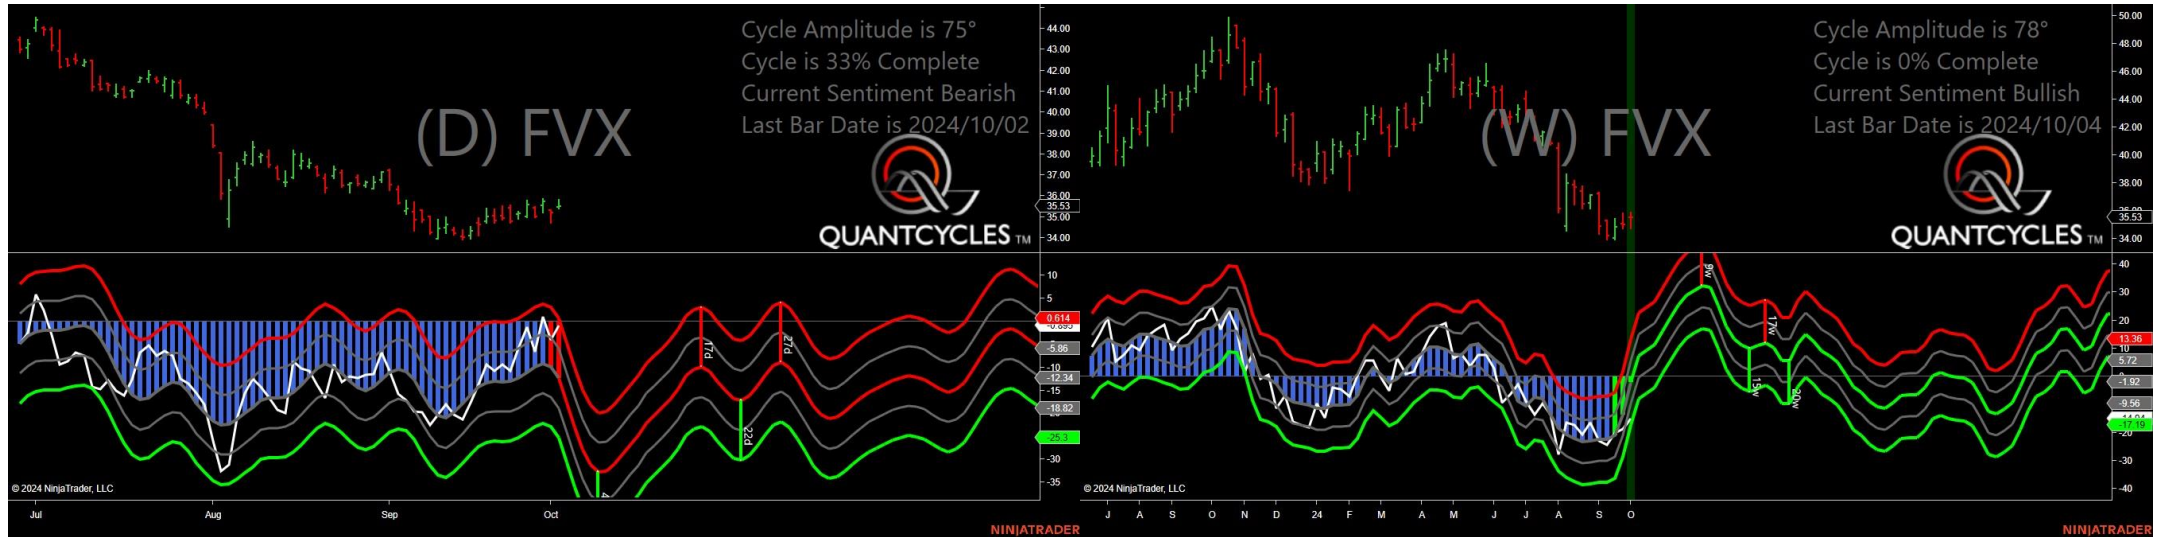 Cycle Amplitude is 75°
Cycle is 33% Complete
Current Sentiment Bearish
Last Bar Date is 2024/10/02
(D) FVX
QUANTCYCLES TM
44.00
43.00
42.00
41.00
40.00
39.00
38.00
37.00
36.00
35.53
35.00
34.00
10
5
0.614
-0.895
-5.86
-10
-12.34
-15
-18.82
-25.3
-30
-35
17d
27d
22d
© 2024 NinjaTrader, LLC
Jul Aug Sep Oct
NINJATRADER
Cycle Amplitude is 78°
Cycle is 0% Complete
Current Sentiment Bullish
Last Bar Date is 2024/10/04
(W) FVX
QUANTCYCLES TM
50.00
48.00
46.00
44.00
42.00
40.00
38.00
36.00
35.53
34.00
40
30
20
13.36
10
5.72
-1.92
-9.56
-17.19
-20
-30
-40
9w
17w
15w
20w
© 2024 NinjaTrader, LLC
J A S O N D 24 F M A M J J A S O
NINJATRADER